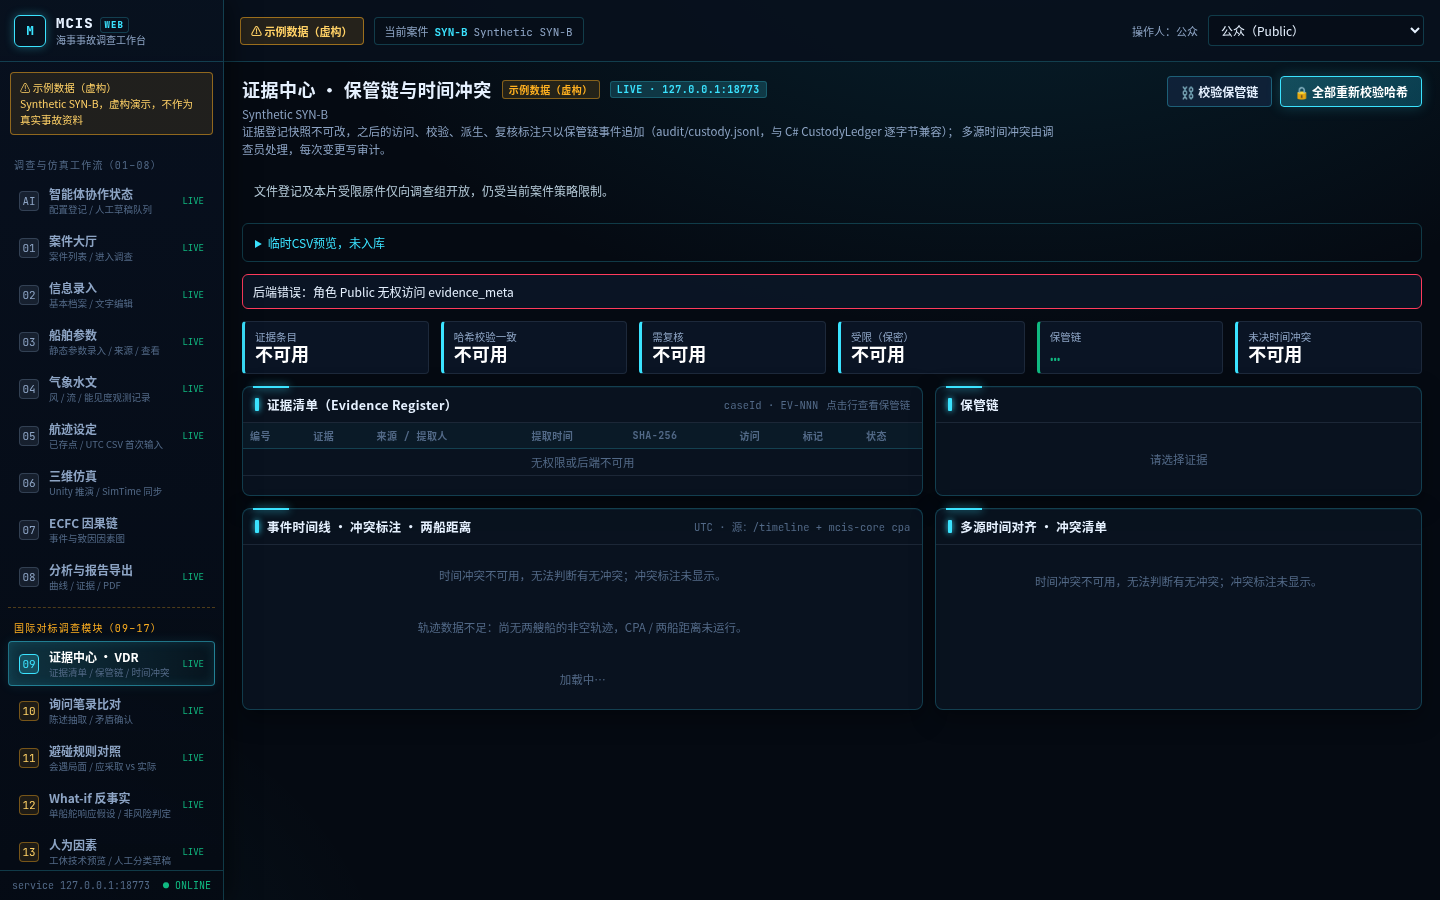 M
MCIS WEB
海事事故调查工作台
⚠ 示例数据（虚构）
Synthetic SYN-B，虚构演示，不作为
真实事故资料
调查与仿真工作流（01–08）
AI 智能体协作状态 LIVE
配置登记 / 人工草稿队列
01 案件大厅 LIVE
案件列表 / 进入调查
02 信息录入 LIVE
基本档案 / 文字编辑
03 船舶参数 LIVE
静态参数录入 / 来源 / 查看
04 气象水文 LIVE
风 / 流 / 能见度观测记录
05 航迹设定 LIVE
已存点 / UTC CSV 首次输入
06 三维仿真
Unity 推演 / SimTime 同步
07 ECFC 因果链
事件与致因因素图
08 分析与报告导出 LIVE
曲线 / 证据 / PDF
国际对标调查模块（09–17）
09 证据中心 · VDR LIVE
证据清单 / 保管链 / 时间冲突
10 询问笔录比对 LIVE
陈述抽取 / 矛盾确认
11 避碰规则对照 LIVE
会遇局面 / 应采取 vs 实际
12 What-if 反事实 LIVE
单船舵响应假设 / 非风险判定
13 人为因素 LIVE
工休技术预览 / 人工分类草稿
service 127.0.0.1:18773 ONLINE
⚠ 示例数据（虚构） 当前案件 SYN-B Synthetic SYN-B
操作人：公众 公众（Public）
证据中心 · 保管链与时间冲突 示例数据（虚构） LIVE · 127.0.0.1:18773
⛓ 校验保管链 🔒 全部重新校验哈希
Synthetic SYN-B
证据登记快照不可改，之后的访问、校验、派生、复核标注只以保管链事件追加（audit/custody.jsonl，与 C# CustodyLedger 逐字节兼容）； 多源时间冲突由调
查员处理，每次变更写审计。
文件登记及本片受限原件仅向调查组开放，仍受当前案件策略限制。
▶ 临时CSV预览，未入库
后端错误：角色 Public 无权访问 evidence_meta
证据条目 哈希校验一致 需复核 受限（保密） 保管链 未决时间冲突
不可用 不可用 不可用 不可用 … 不可用
证据清单（Evidence Register） caseId · EV-NNN 点击行查看保管链
编号 证据 来源 / 提取人 提取时间 SHA-256 访问 标记 状态
无权限或后端不可用
保管链
请选择证据
事件时间线 · 冲突标注 · 两船距离 UTC · 源：/timeline + mcis-core cpa
时间冲突不可用，无法判断有无冲突；冲突标注未显示。
轨迹数据不足：尚无两艘船的非空轨迹，CPA / 两船距离未运行。
加载中…
多源时间对齐 · 冲突清单
时间冲突不可用，无法判断有无冲突；冲突标注未显示。